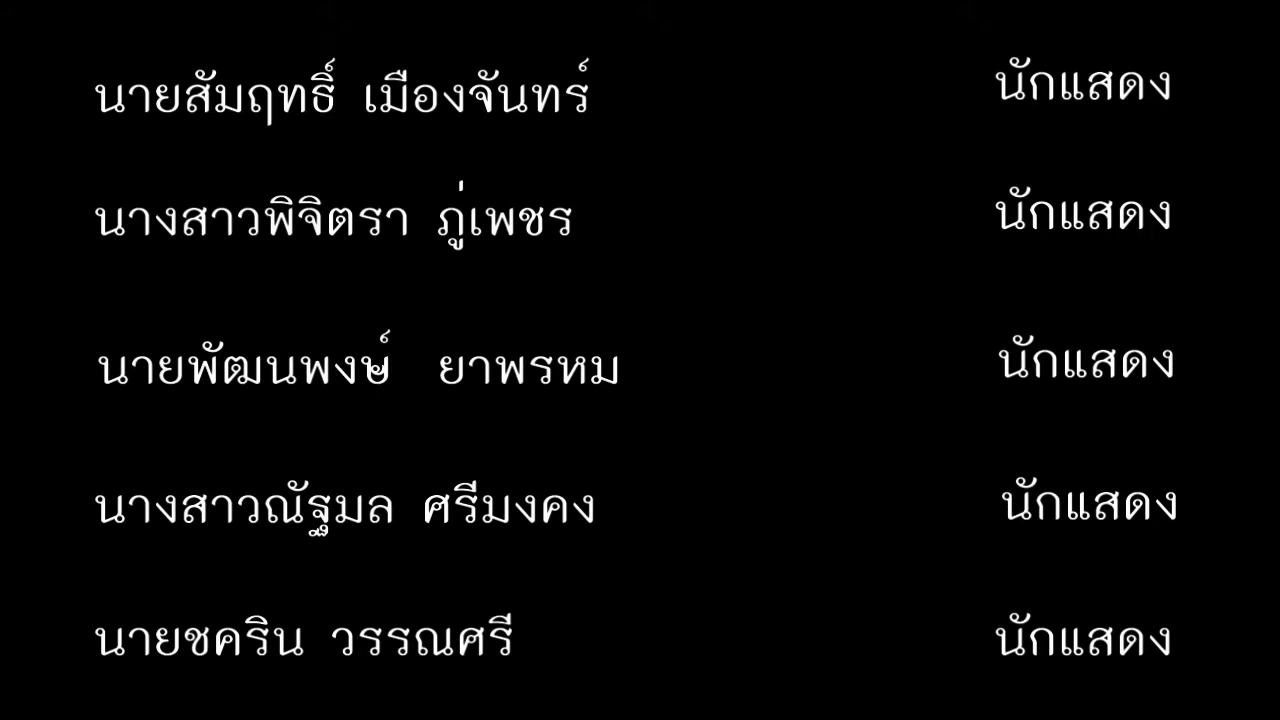 นายสัมฤทธิ์ เมืองจันทร์ นักแสดง
นางสาวพิจิตรา ภู่เพชร นักแสดง
นายพัฒนพงษ์ ยาพรหม นักแสดง
นางสาวณัฐมล ศรีมงคง นักแสดง
นายชคริน วรรณศรี นักแสดง